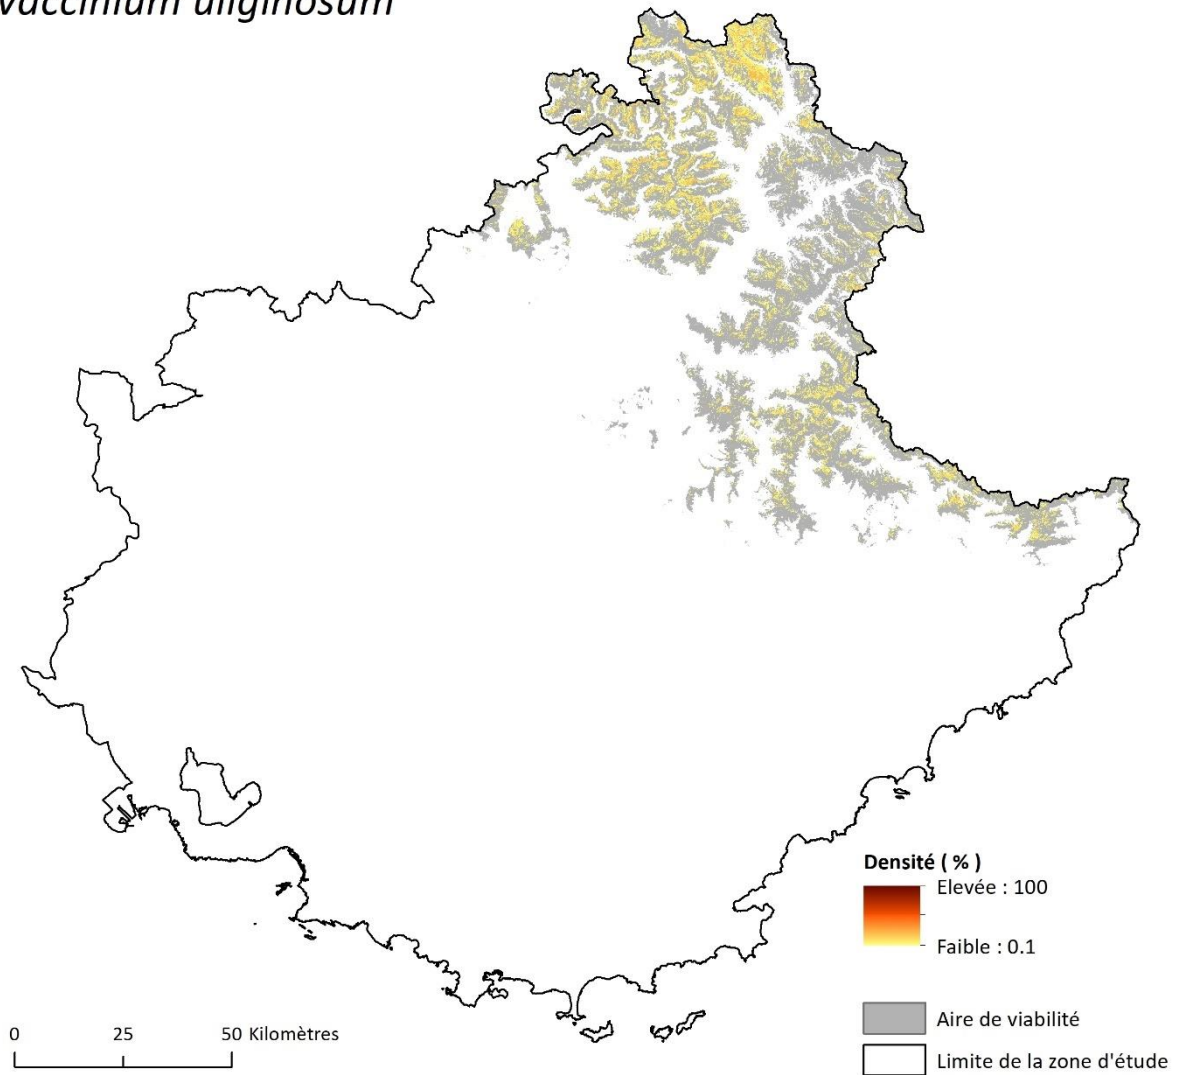 Vaccinium uliginosum
Densité ( % )
Elevée : 100
Faible : 0.1
Aire de viabilité
Limite de la zone d'étude
0 25 50 Kilomètres